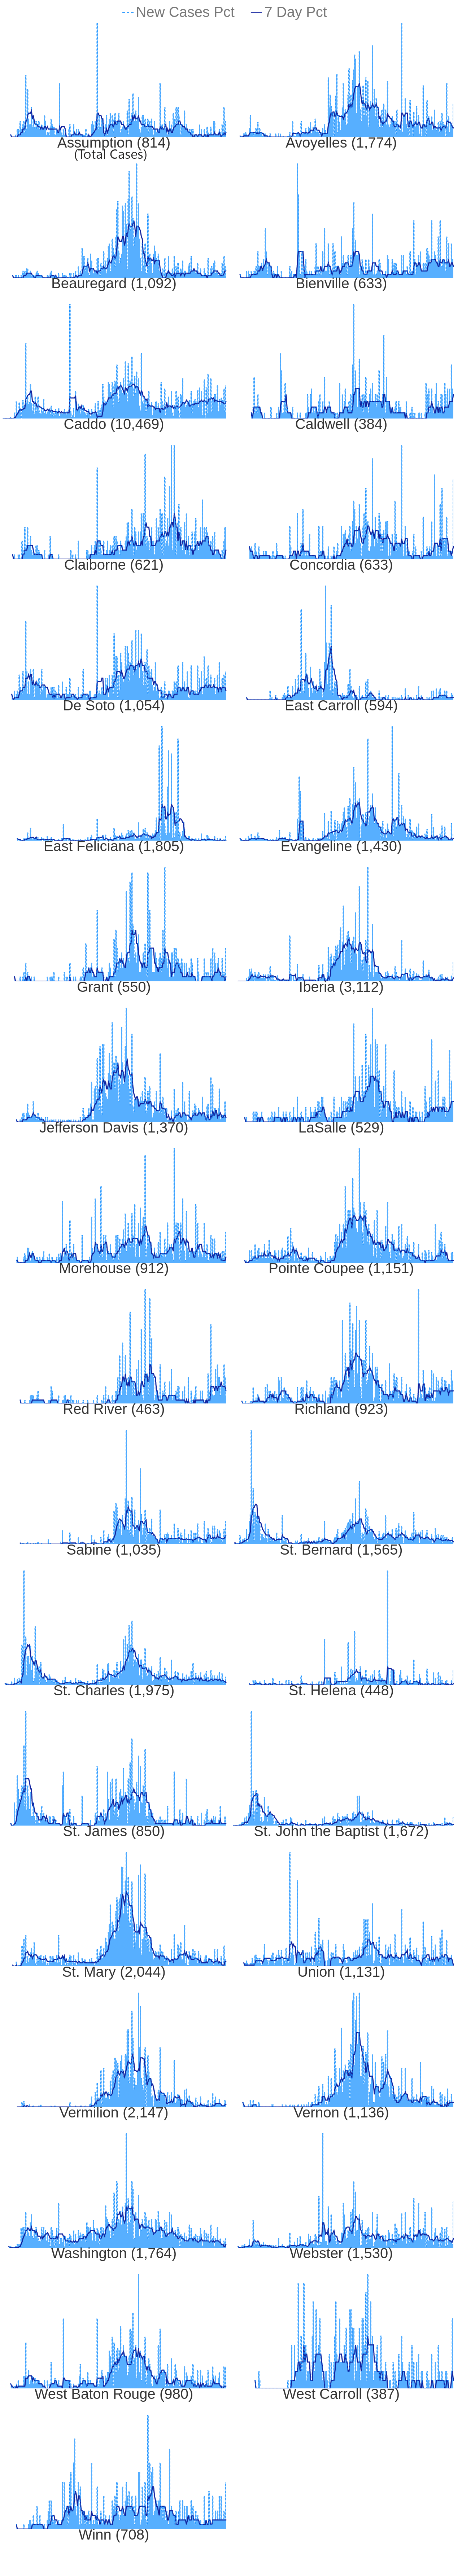 New Cases Pct 7 Day Pct
Assumption (814) Avoyelles (1,774)
(Total Cases)
Beauregard (1,092) Bienville (633)
Caddo (10,469) Caldwell (384)
Claiborne (621) Concordia (633)
De Soto (1,054) East Carroll (594)
East Feliciana (1,805) Evangeline (1,430)
Grant (550) Iberia (3,112)
Jefferson Davis (1,370) LaSalle (529)
Morehouse (912) Pointe Coupee (1,151)
Red River (463) Richland (923)
Sabine (1,035) St. Bernard (1,565)
St. Charles (1,975) St. Helena (448)
St. James (850) St. John the Baptist (1,672)
St. Mary (2,044) Union (1,131)
Vermilion (2,147) Vernon (1,136)
Washington (1,764) Webster (1,530)
West Baton Rouge (980) West Carroll (387)
Winn (708)